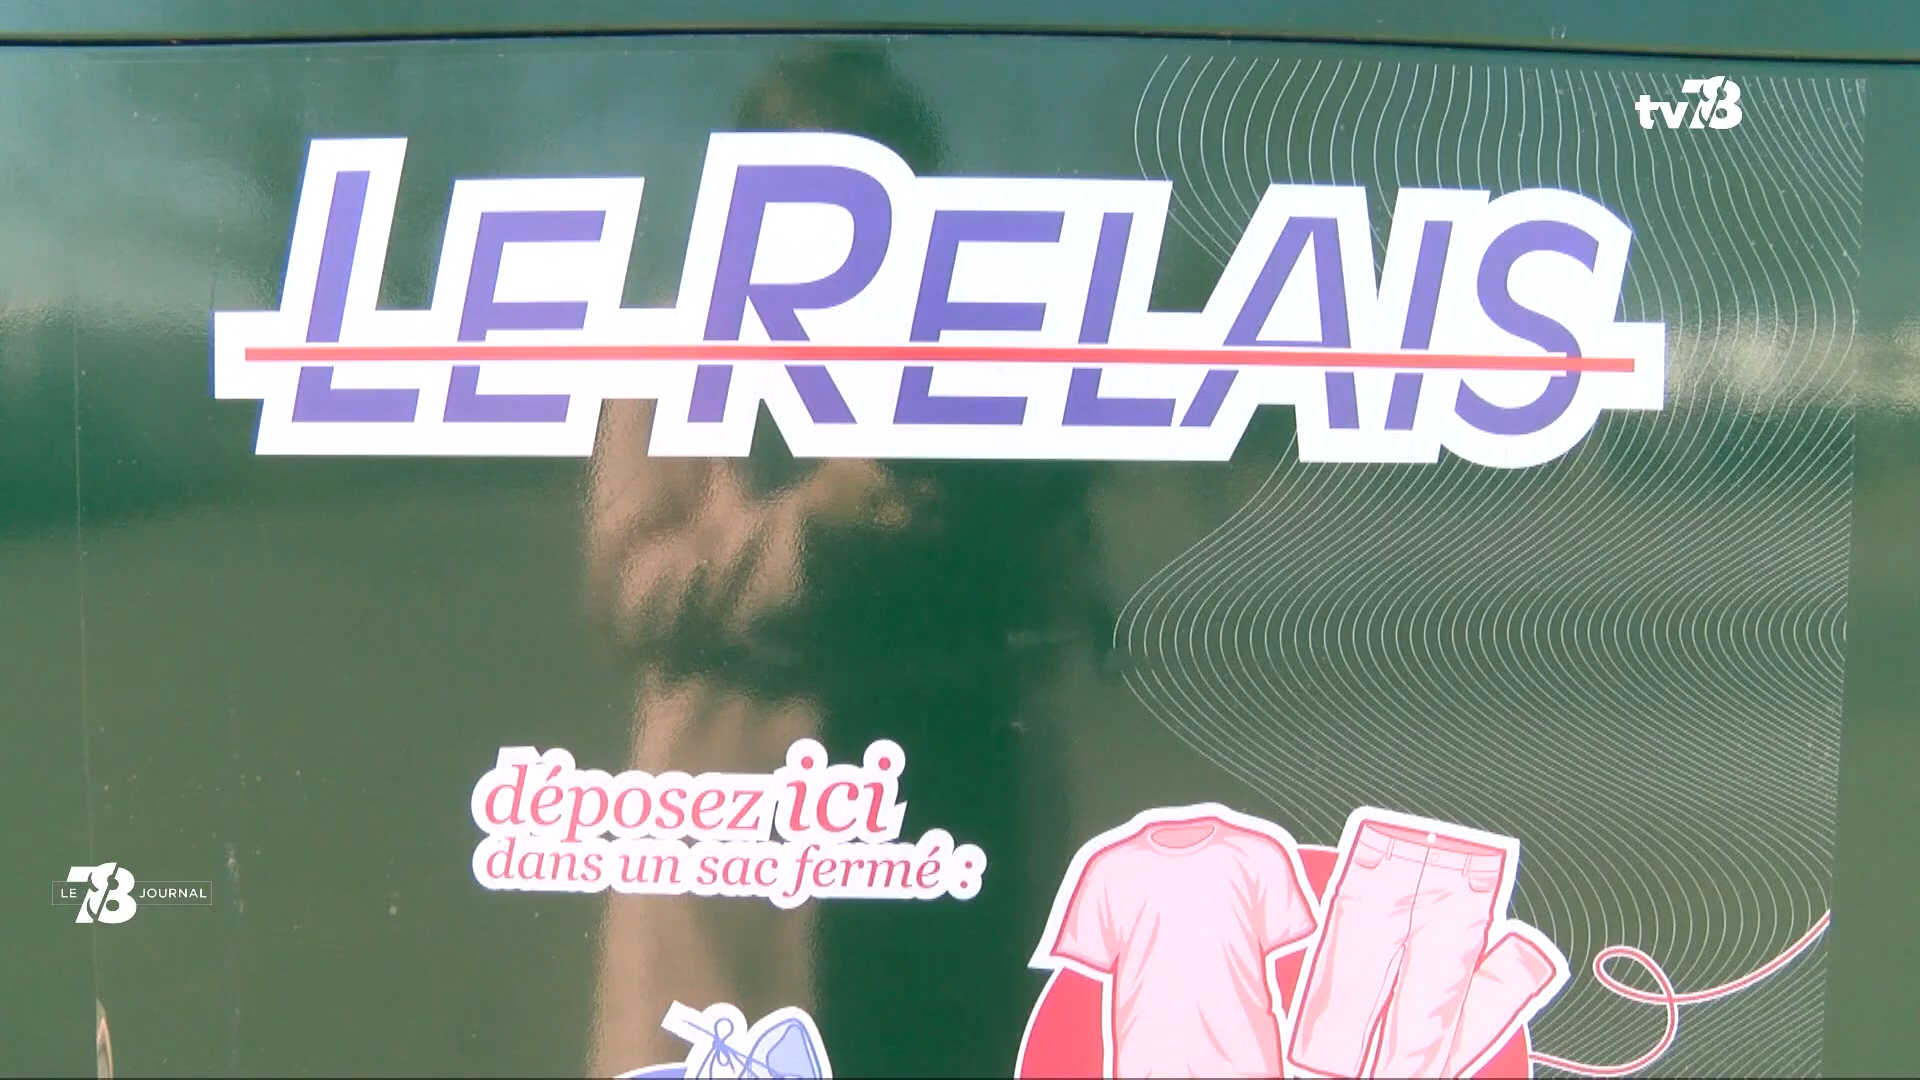 tv78
LE RELAIS
déposez ici
dans un sac fermé :
LE 78 JOURNAL